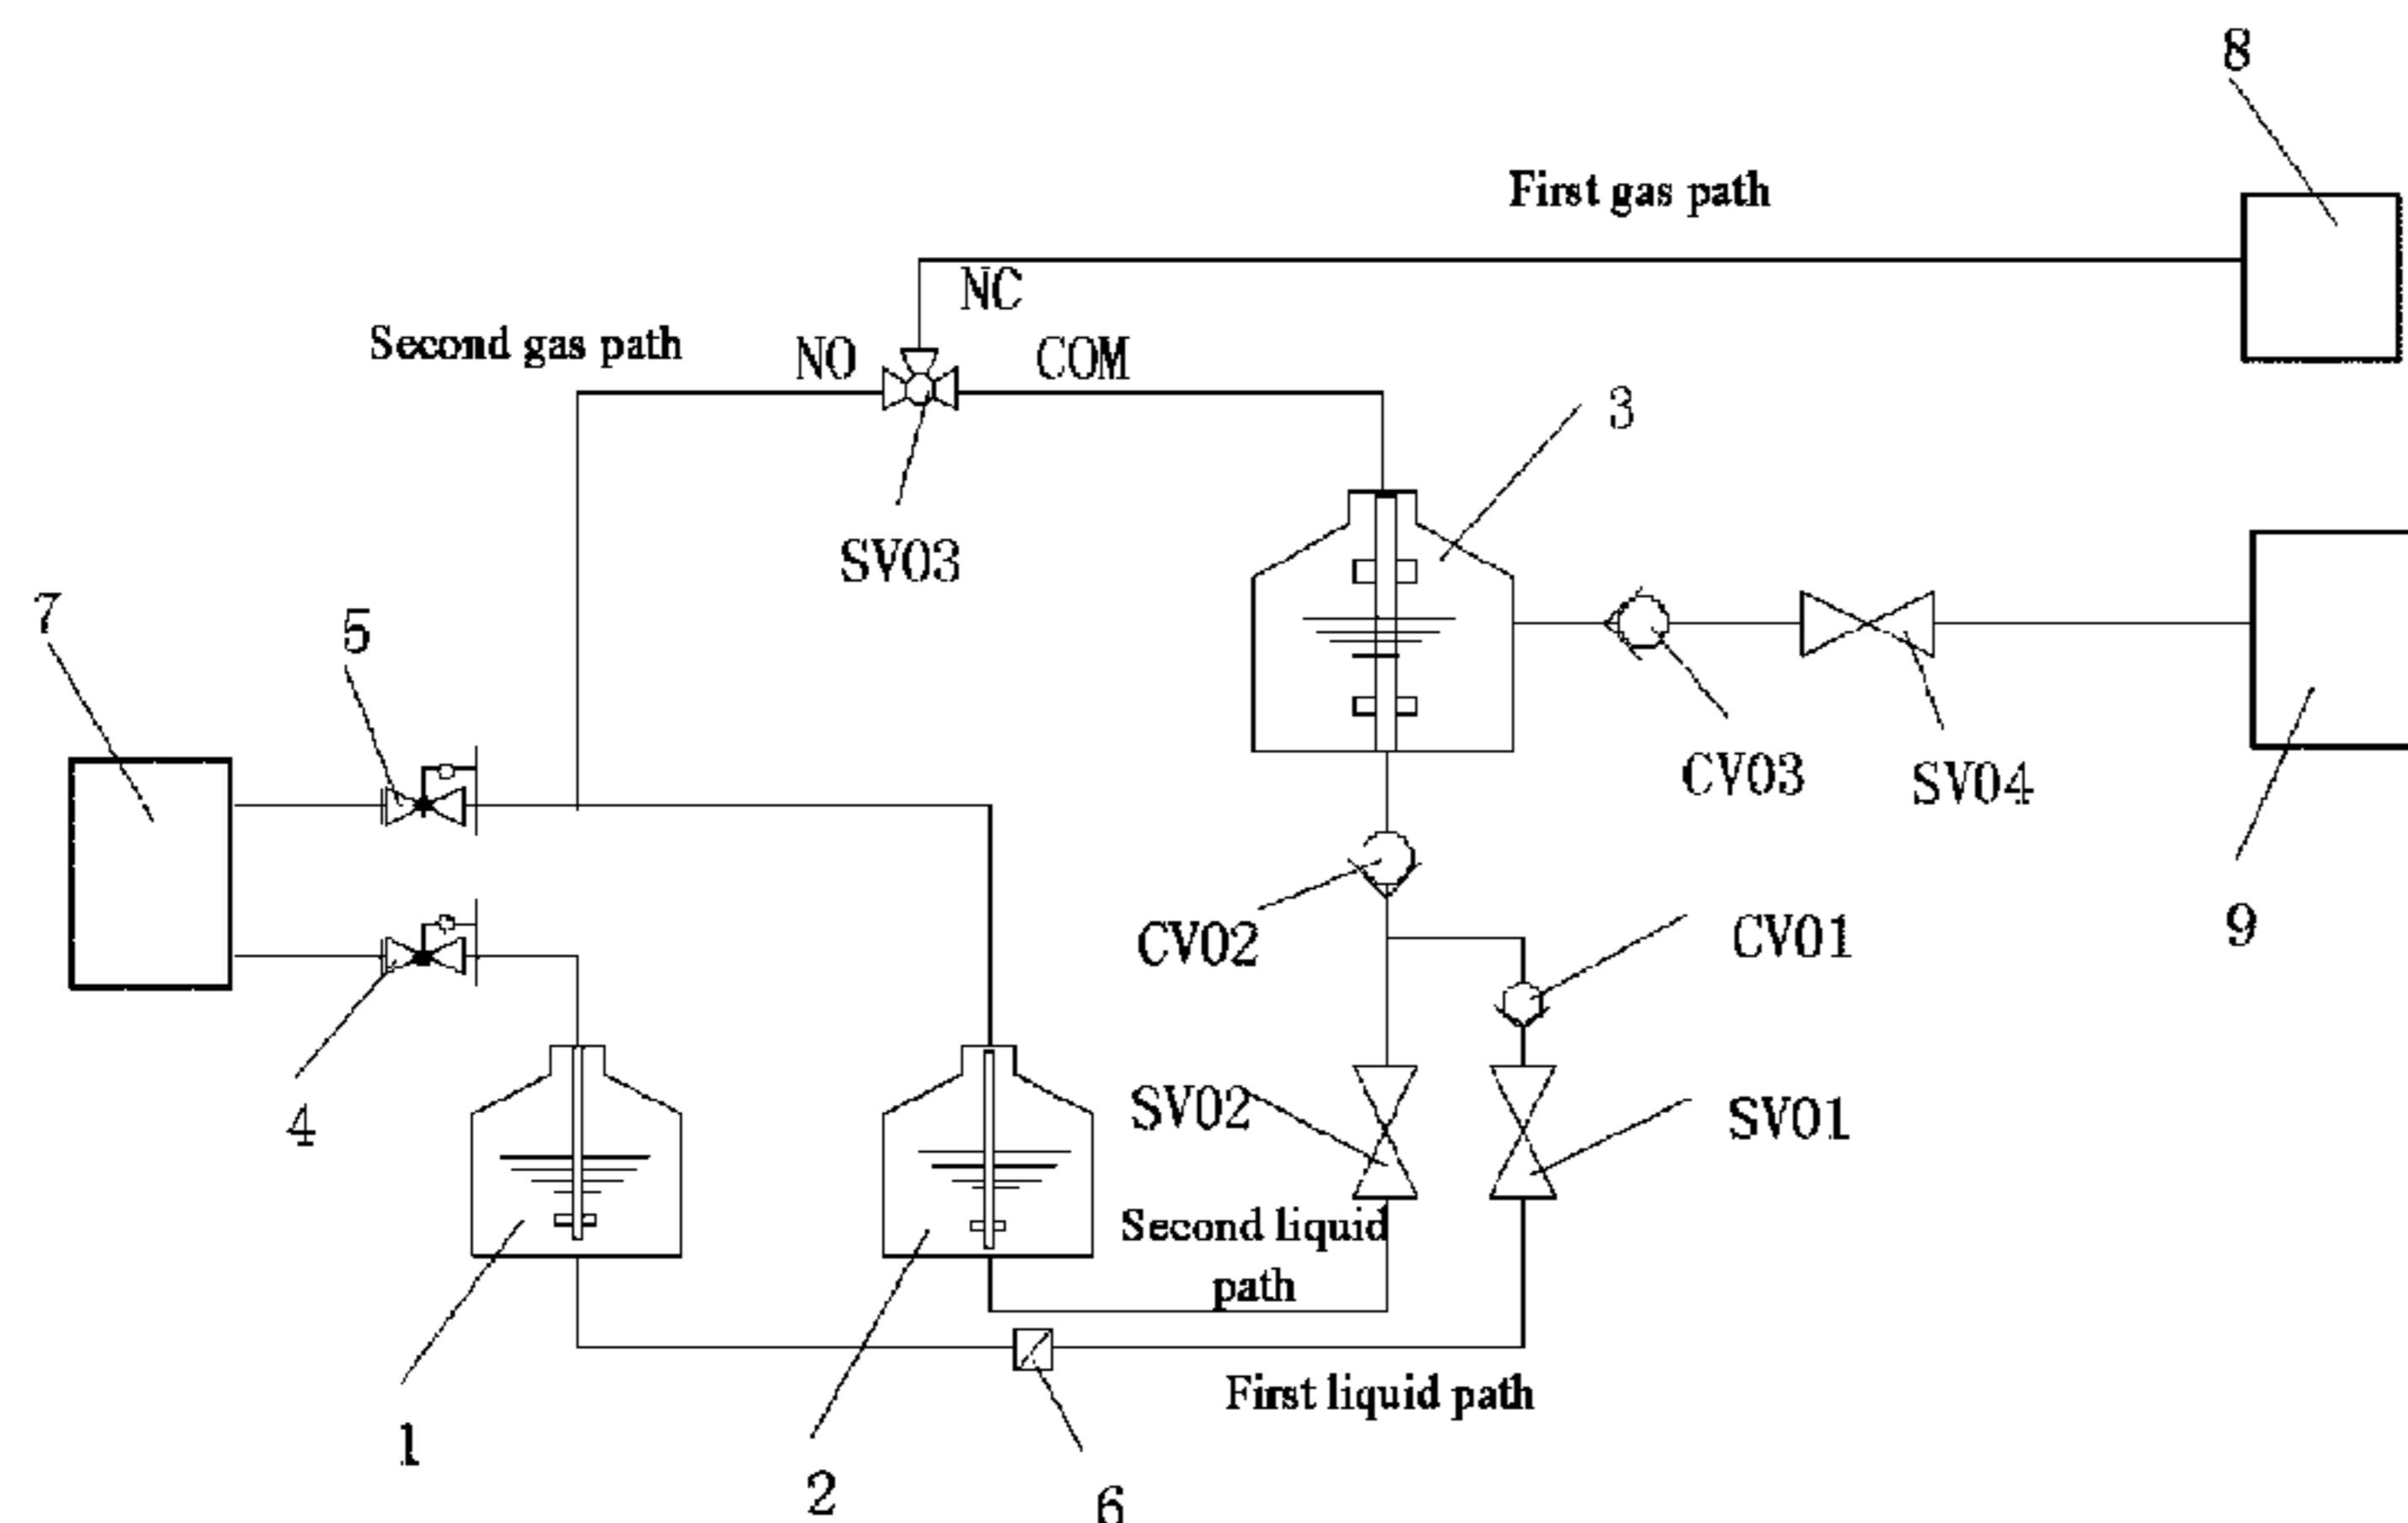 8
First gas path
NC
Second gas path
NO
COM
3
SV03
7
5
CV03
SV04
9
CV02
CV01
4
SV02
SV01
Second liquid
path
First liquid path
1
2
6